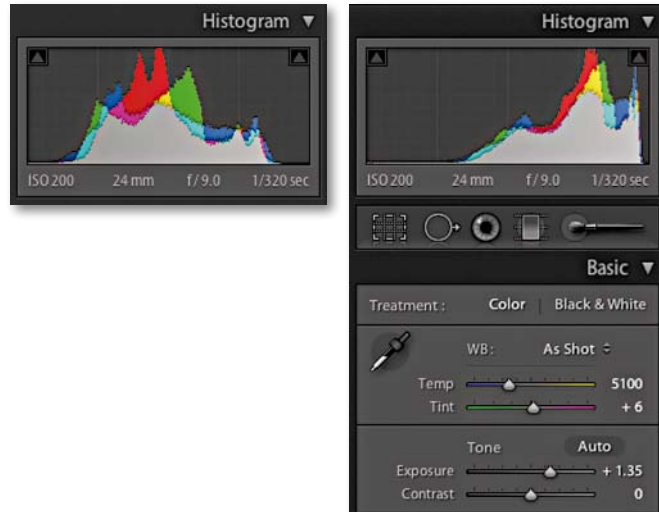 Histogram ▼
ISO 200 24 mm f/9.0 1/320 sec
Histogram ▼
ISO 200 24 mm f/9.0 1/320 sec
Basic ▼
Treatment : Color | Black & White
WB : As Shot
Temp 5100
Tint + 6
Tone Auto
Exposure + 1.35
Contrast 0